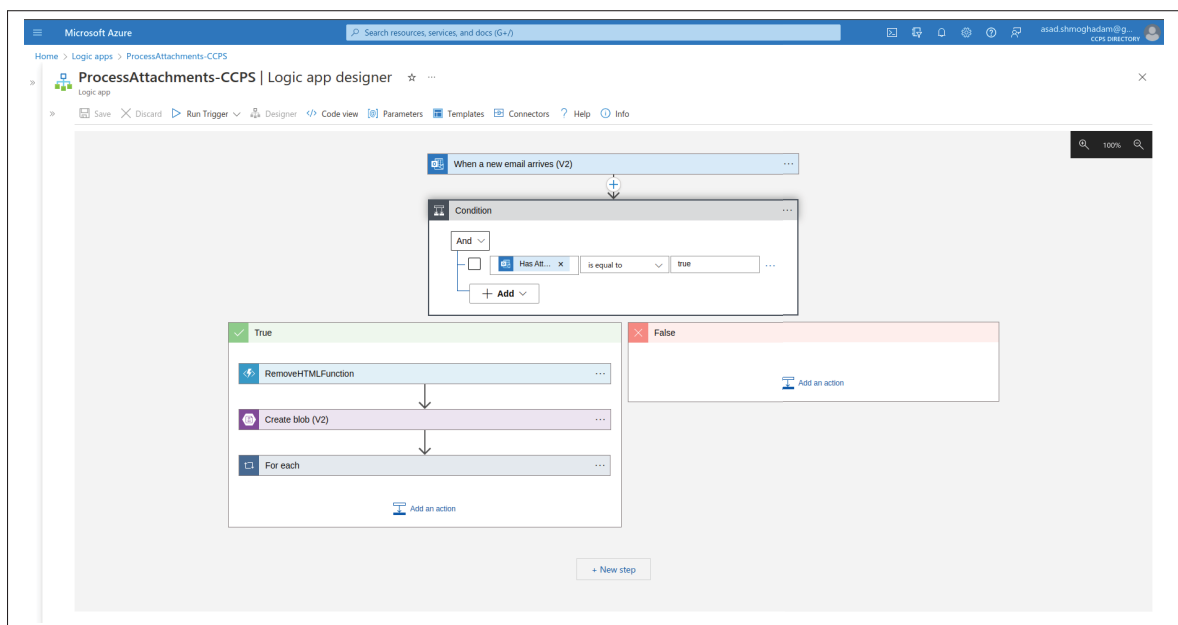 Microsoft Azure
Search resources, services, and docs (G+/)
asad.shmoghadam@g...
CCPS DIRECTORY
Home > Logic apps > ProcessAttachments-CCPS
ProcessAttachments-CCPS | Logic app designer
Logic app
Save Discard Run Trigger Designer Code view Parameters Templates Connectors Help Info
100%
When a new email arrives (V2)
Condition
And
Has Att... x is equal to true
+ Add
True
False
RemoveHTMLFunction
Add an action
Create blob (V2)
For each
Add an action
+ New step